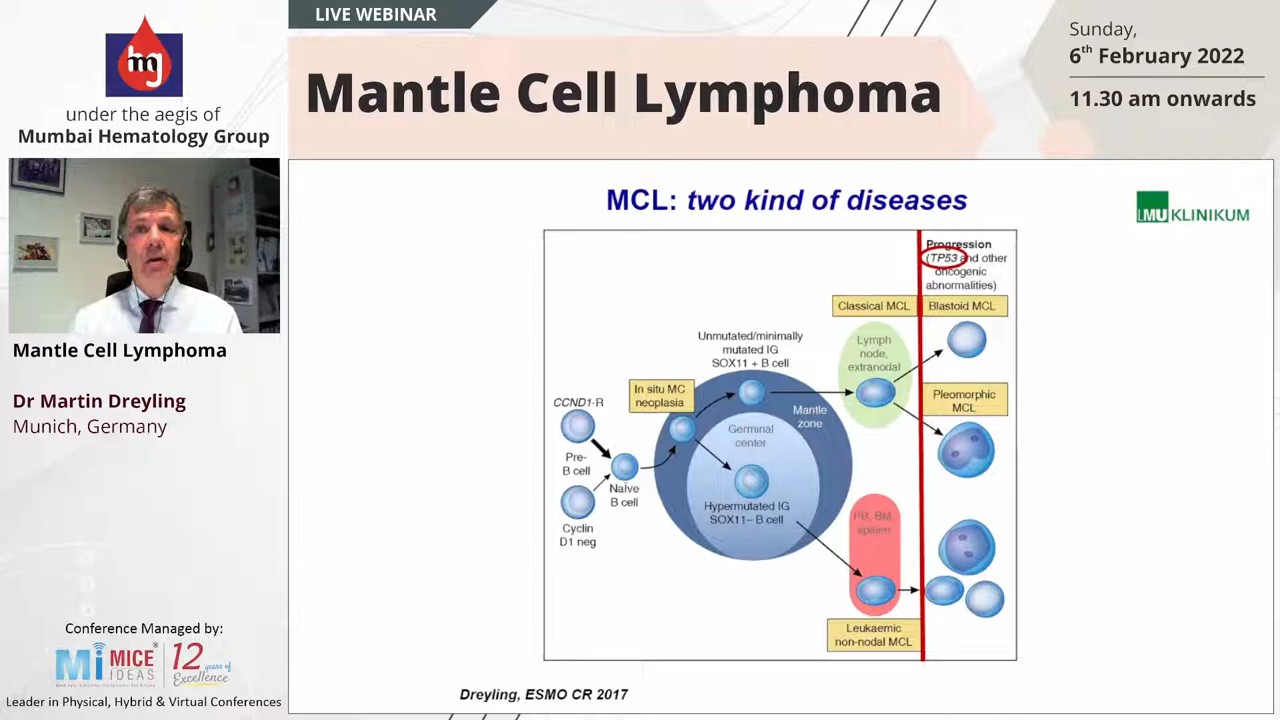 LIVE WEBINAR
mg
under the aegis of
Mumbai Hematology Group
Mantle Cell Lymphoma
Sunday,
6th February 2022
11.30 am onwards
Mantle Cell Lymphoma
Dr Martin Dreyling
Munich, Germany
MCL: two kind of diseases
LMU KLINIKUM
Progression
(TP53 and other
oncogenic
abnormalities)
Classical MCL
Blastoid MCL
Unmutated/minimally
mutated IG
SOX11 + B cell
Lymph
node,
extranodal
In situ MC
neoplasia
Pleomorphic
MCL
CCND1-R
Mantle
zone
Germinal
center
Pre-
B cell
Naïve
B cell
Hypermutated IG
SOX11– B cell
PB, BM,
spleen
Cyclin
D1 neg
Leukaemic
non-nodal MCL
Dreyling, ESMO CR 2017
Conference Managed by:
Mi MICE
IDEAS
12 years of
Excellence
Leader in Physical, Hybrid & Virtual Conferences